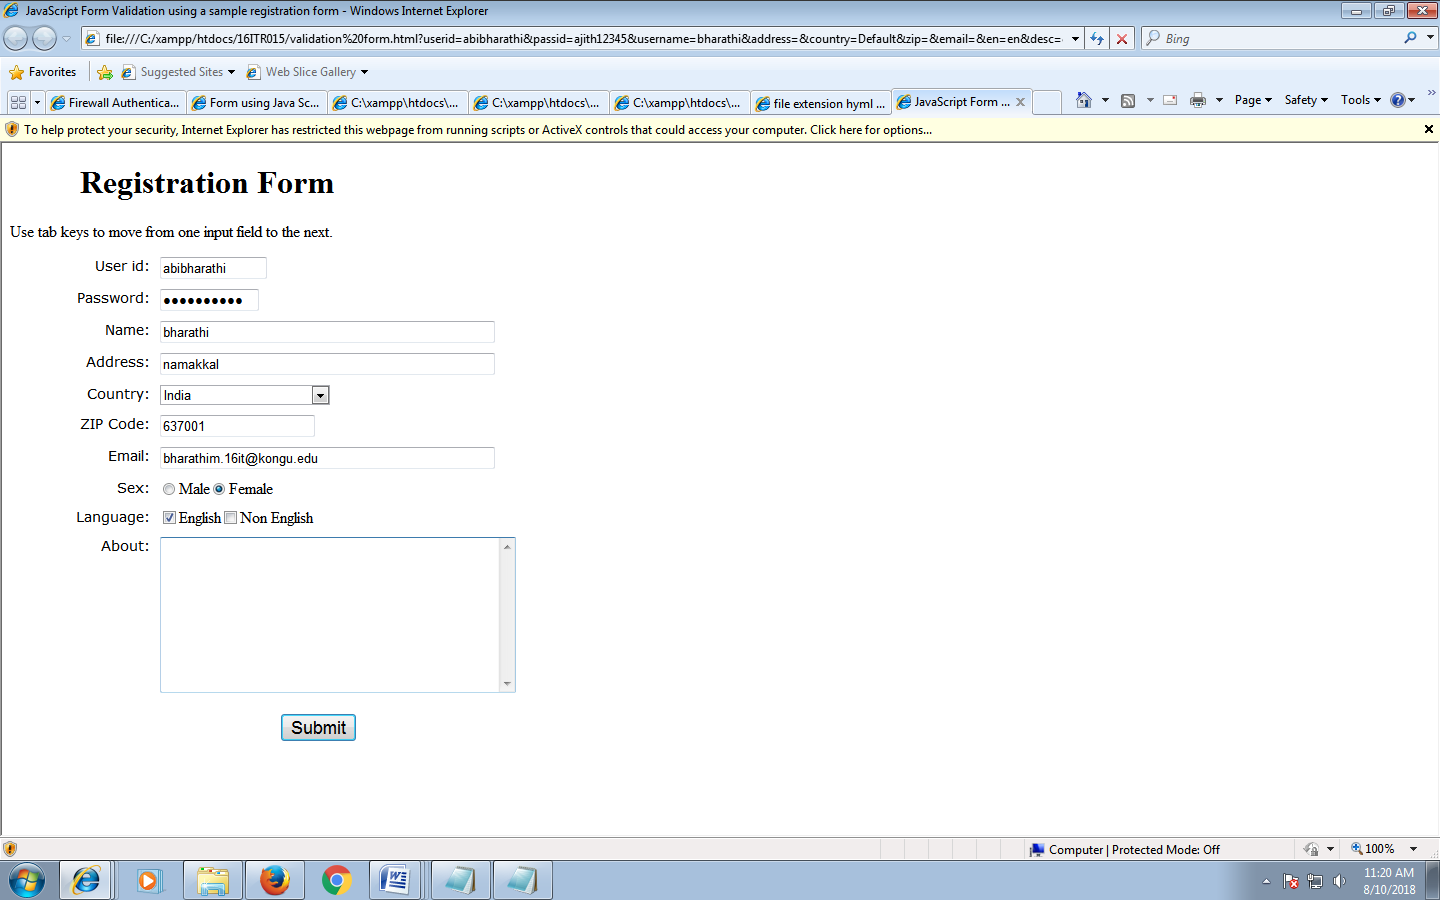 JavaScript Form Validation using a sample registration form - Windows Internet Explorer
file:///C:/xampp/htdocs/16ITR015/validation%20form.html?userid=abibharathi&passid=ajith12345&username=bharathi&address=&country=Default&zip=&email=&en=en&desc=
Bing
Favorites Suggested Sites Web Slice Gallery
Firewall Authentica... Form using Java Sc... C:\xampp\htdocs\... C:\xampp\htdocs\... C:\xampp\htdocs\... file extension hyml ... JavaScript Form ... Page Safety Tools
To help protect your security, Internet Explorer has restricted this webpage from running scripts or ActiveX controls that could access your computer. Click here for options...
Registration Form
Use tab keys to move from one input field to the next.
User id: abibharathi
Password: ●●●●●●●●●●
Name: bharathi
Address: namakkal
Country: India
ZIP Code: 637001
Email: bharathim.16it@kongu.edu
Sex: Male Female
Language: English Non English
About:
Submit
Computer | Protected Mode: Off 100%
11:20 AM
8/10/2018